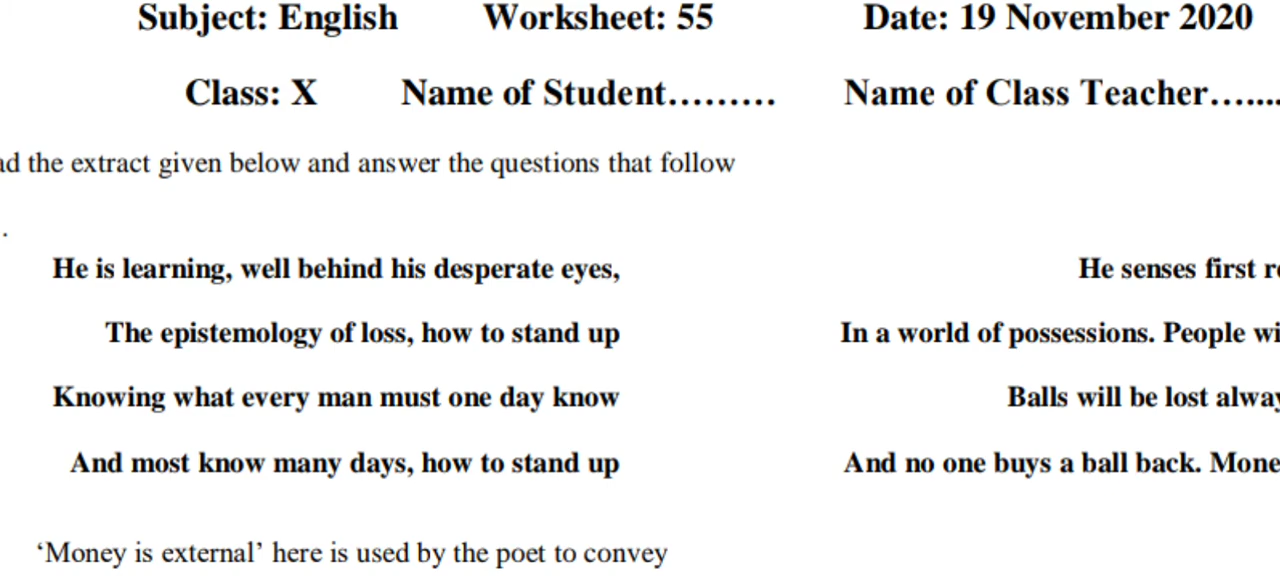 Subject: English Worksheet: 55 Date: 19 November 2020
Class: X Name of Student……… Name of Class Teacher…....
the extract given below and answer the questions that follow
.
He is learning, well behind his desperate eyes,
He senses first
The epistemology of loss, how to stand up
In a world of possessions. People
Knowing what every man must one day know
Balls will be lost
And most know many days, how to stand up
And no one buys a ball back.
‘Money is external’ here is used by the poet to convey